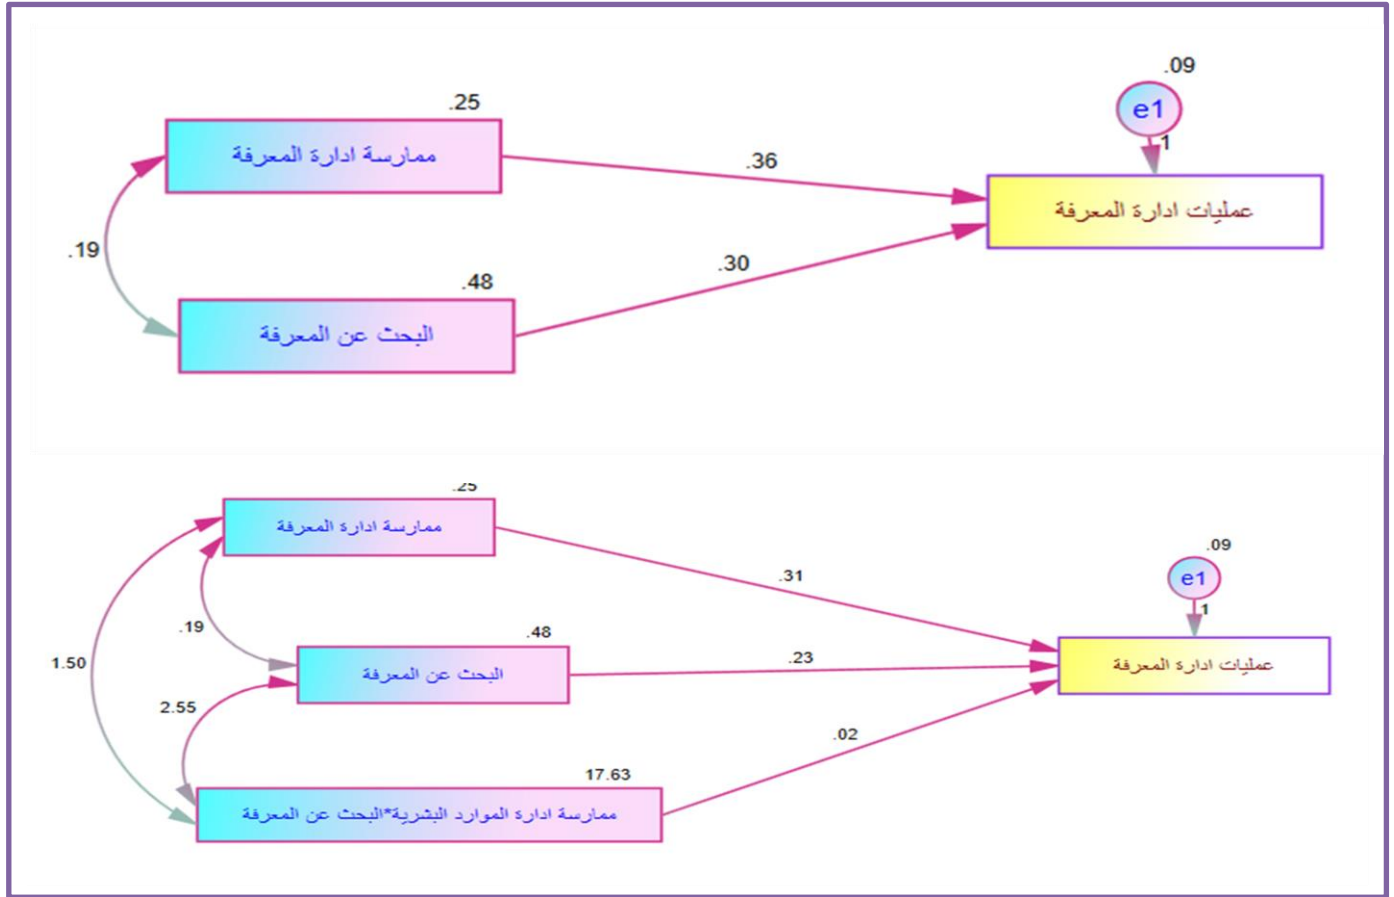 .25
.09
e1
ممارسة ادارة المعرفة
1
.36
عمليات ادارة المعرفة
.19
.30
.48
البحث عن المعرفة
.25
ممارسة ادارة المعرفة
.09
e1
.31
1
.19
.48
1.50
البحث عن المعرفة
.23
عمليات ادارة المعرفة
2.55
.02
17.63
ممارسة ادارة الموارد البشرية*البحث عن المعرفة